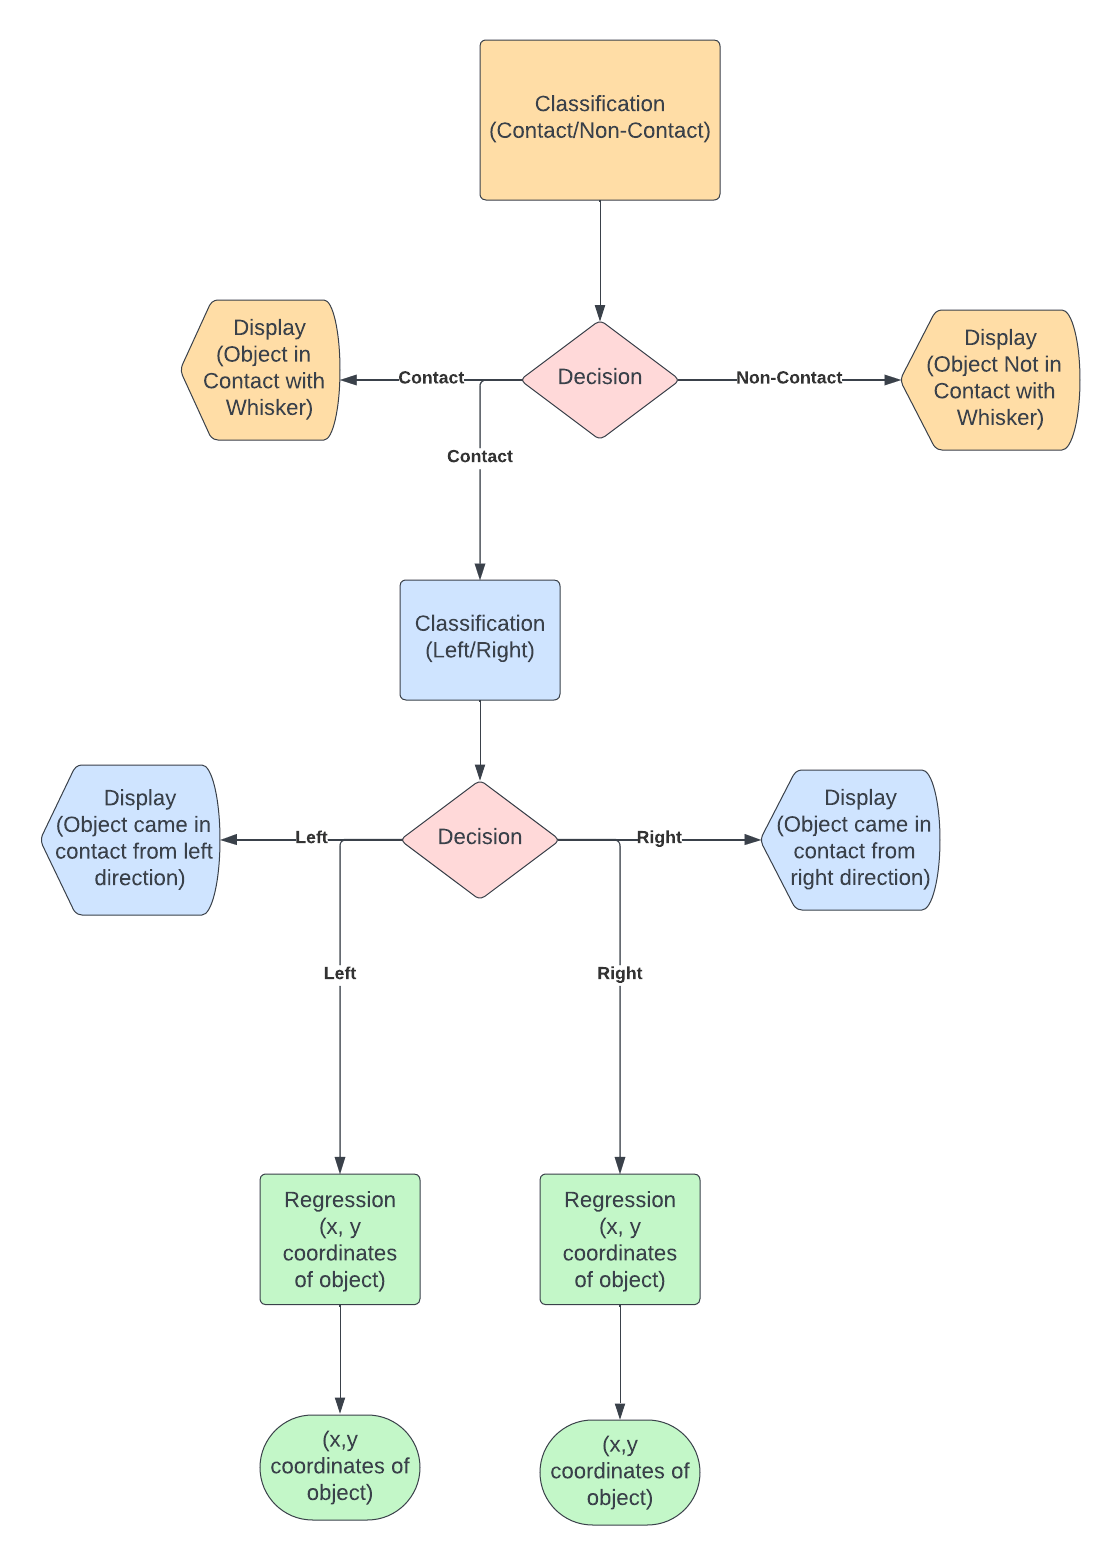 Classification
(Contact/Non-Contact)
Display
(Object in
Contact with
Whisker)
Contact
Decision
Non-Contact
Display
(Object Not in
Contact with
Whisker)
Contact
Classification
(Left/Right)
Display
(Object came in
contact from left
direction)
Left
Decision
Right
Display
(Object came in
contact from
right direction)
Left
Right
Regression
(x, y
coordinates
of object)
Regression
(x, y
coordinates
of object)
(x,y
coordinates of
object)
(x,y
coordinates of
object)